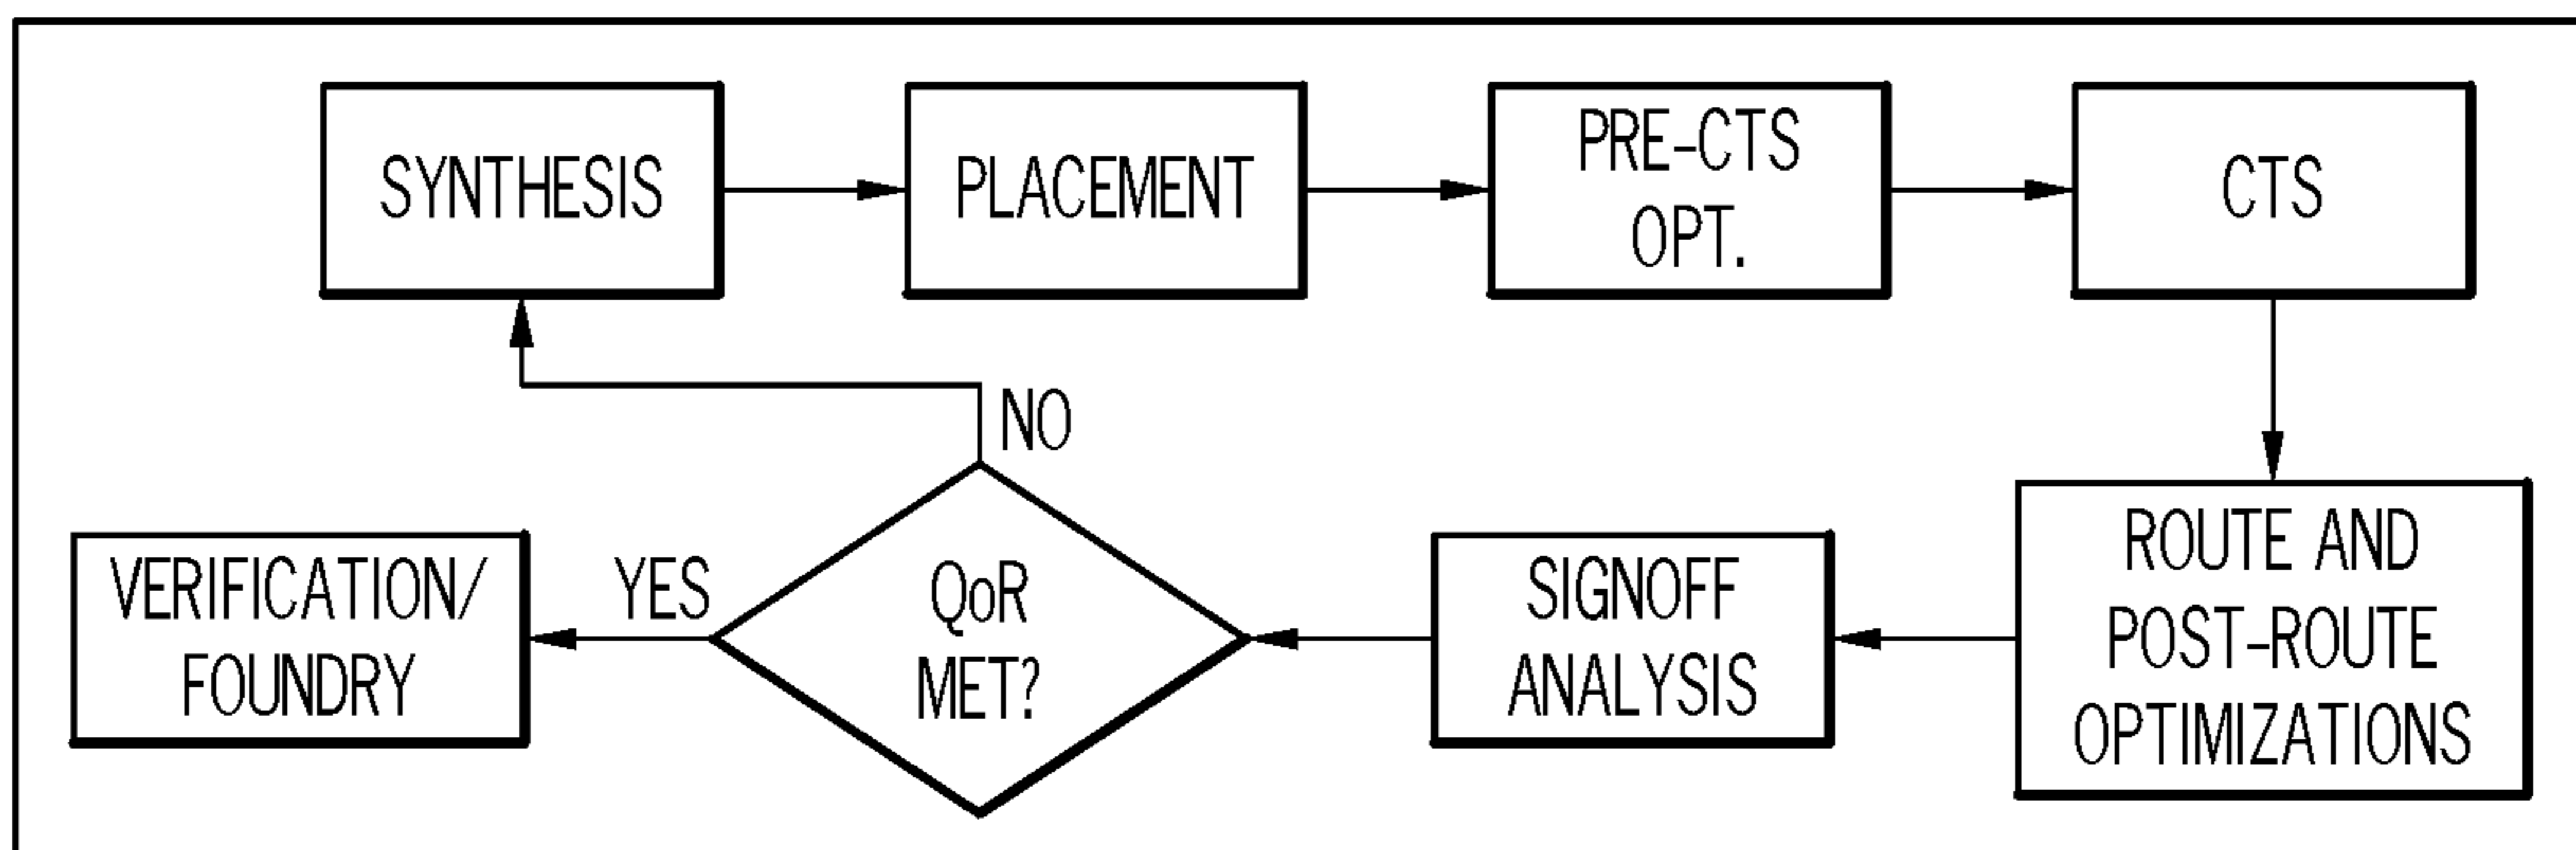 SYNTHESIS
PLACEMENT
PRE-CTS
OPT.
CTS
ROUTE AND
POST-ROUTE
OPTIMIZATIONS
SIGNOFF
ANALYSIS
QoR
MET?
NO
YES
VERIFICATION/
FOUNDRY